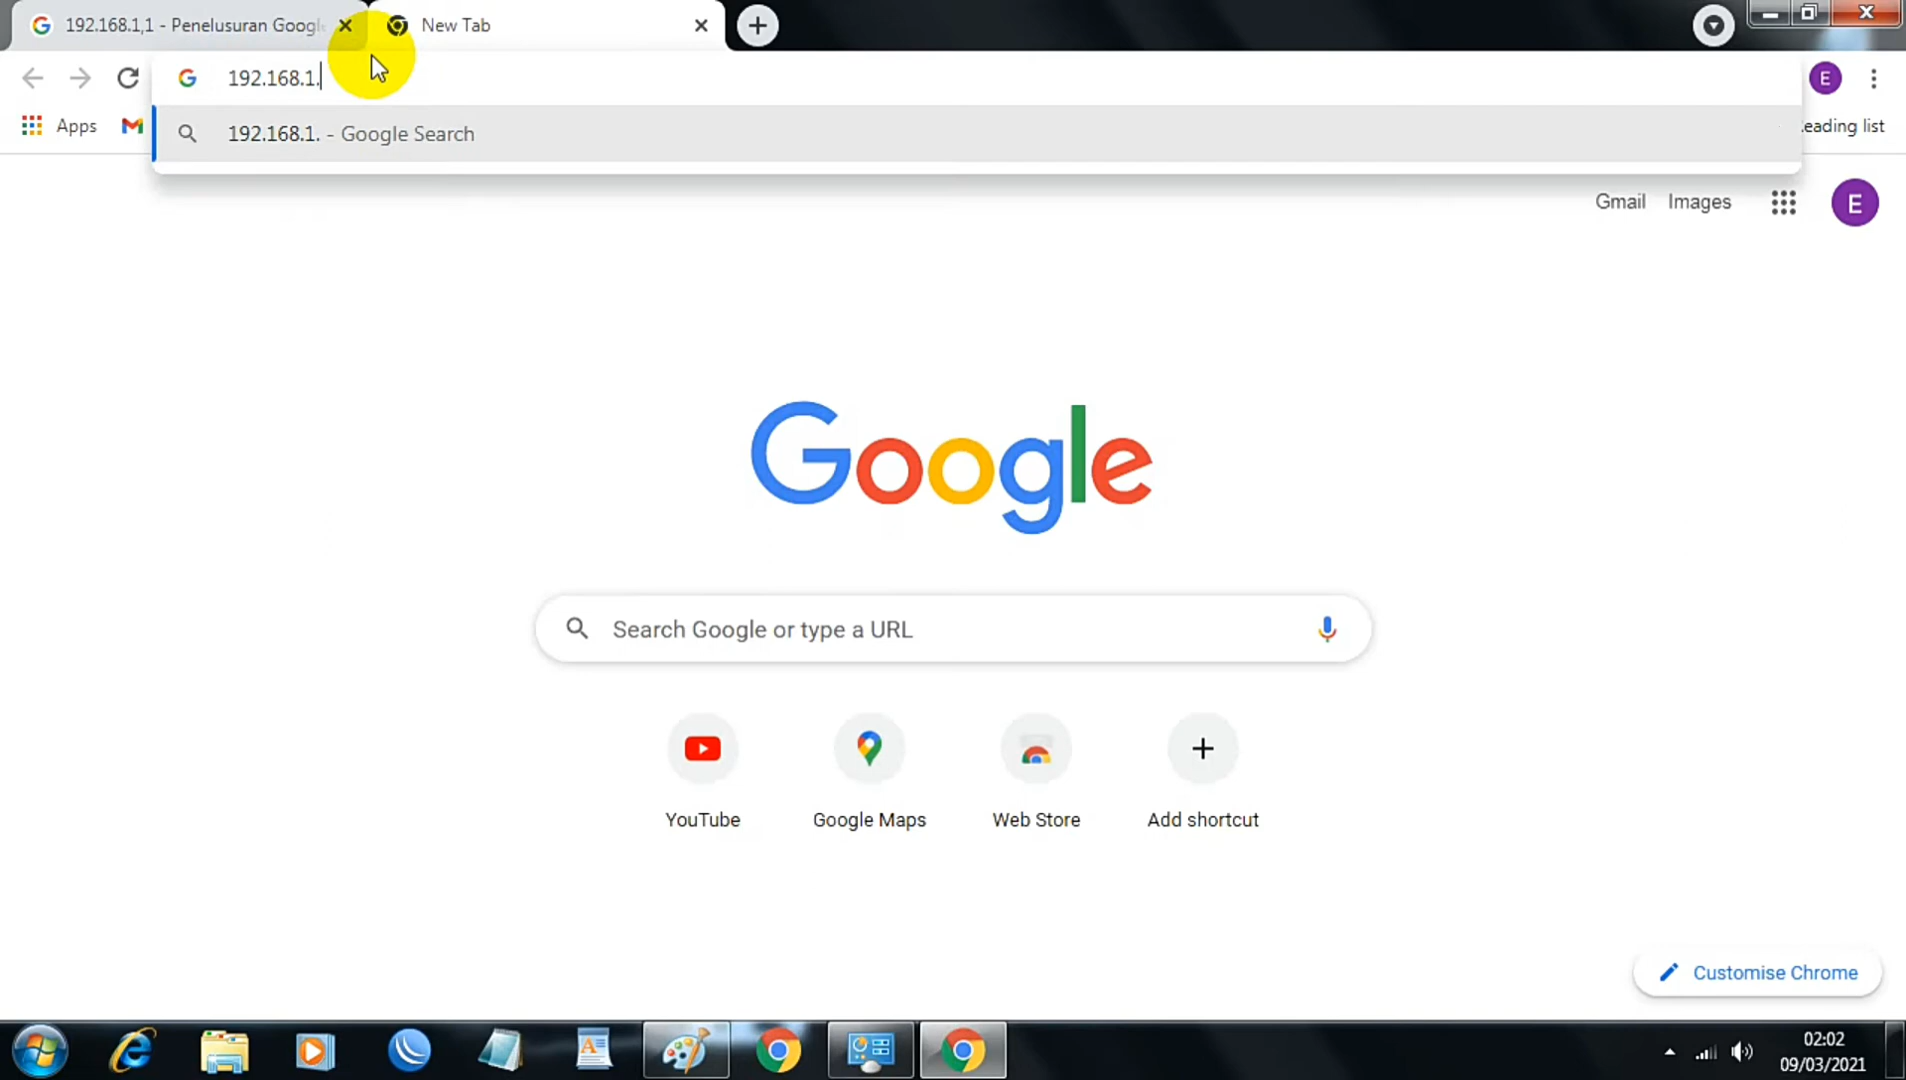 192.168.1,1 - Penelusuran Googl
New Tab
192.168.1.
E
Apps
192.168.1. - Google Search
eading list
Gmail
Images
E
Google
Search Google or type a URL
YouTube
Google Maps
Web Store
Add shortcut
Customise Chrome
02:02
09/03/2021